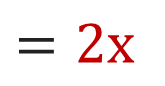 = 2x